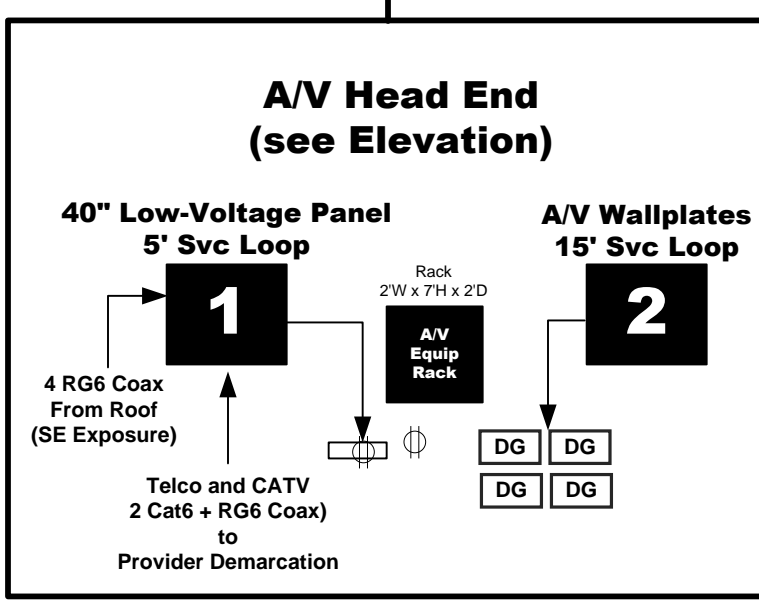 A/V Head End
(see Elevation)
40" Low-Voltage Panel
5' Svc Loop
1
A/V Wallplates
15' Svc Loop
2
Rack
2'W x 7'H x 2'D
A/V
Equip
Rack
4 RG6 Coax
From Roof
(SE Exposure)
Telco and CATV
2 Cat6 + RG6 Coax)
to
Provider Demarcation
DG DG
DG DG